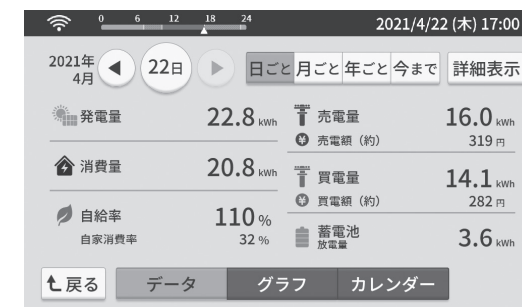 0 6 12 18 24
2021/4/22 (木) 17:00
2021年
4月
22日
日ごと 月ごと 年ごと 今まで 詳細表示
発電量 22.8 kWh
消費量 20.8 kWh
自給率 110 %
自家消費率 32 %
売電量 16.0 kWh
売電額 (約) 319 円
買電量 14.1 kWh
買電額 (約) 282 円
蓄電池
放電量
3.6 kWh
戻る データ グラフ カレンダー